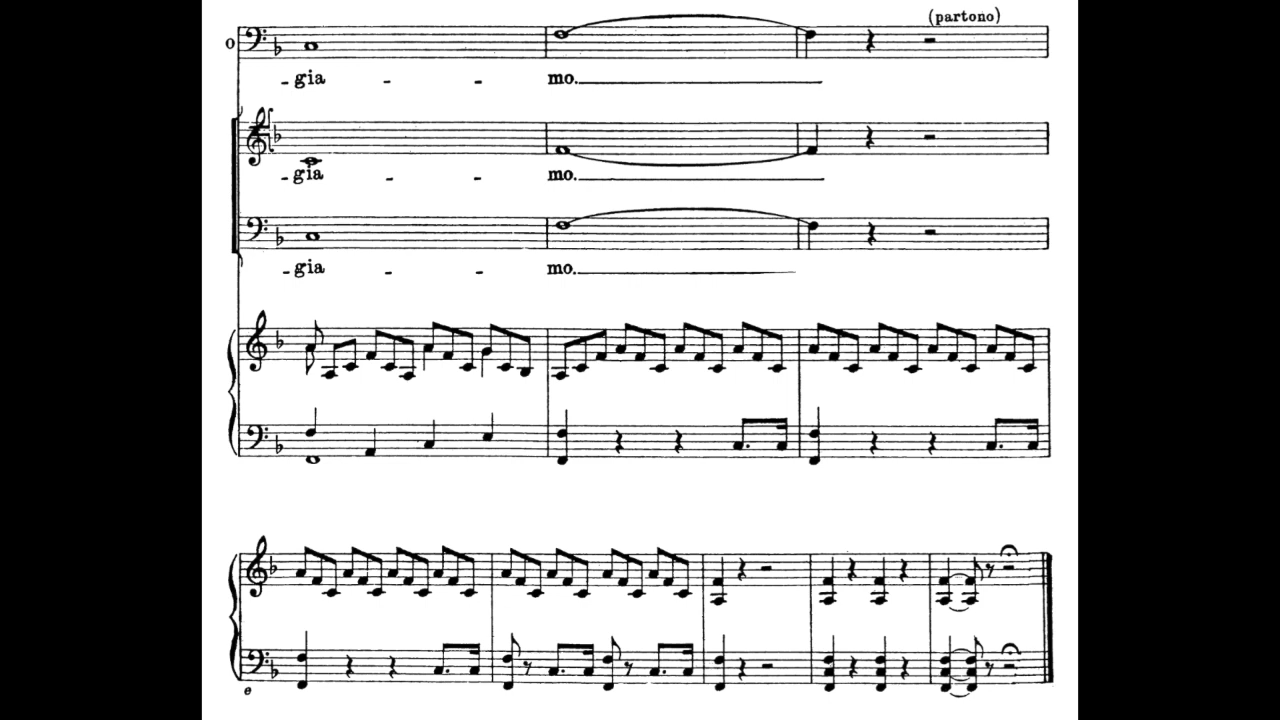 (partono)
o
- gia - - mo.
- gia - - mo.
- gia - - mo.
e